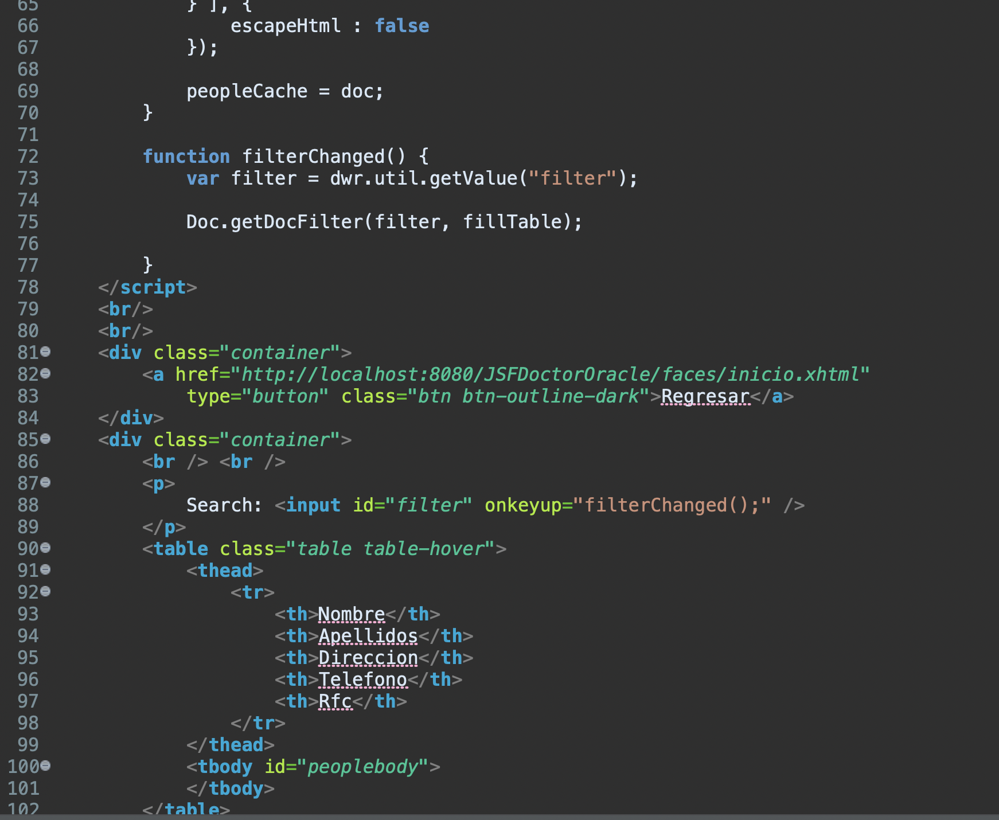 65 } ], {
66 escapeHtml : false
67 });
68
69 peopleCache = doc;
70 }
71
72 function filterChanged() {
73 var filter = dwr.util.getValue("filter");
74
75 Doc.getDocFilter(filter, fillTable);
76
77 }
78 </script>
79 <br/>
80 <br/>
81 <div class="container">
82 <a href="http://localhost:8080/JSFDoctorOracle/faces/inicio.xhtml"
83 type="button" class="btn btn-outline-dark">Regresar</a>
84 </div>
85 <div class="container">
86 <br /> <br />
87 <p>
88 Search: <input id="filter" onkeyup="filterChanged();" />
89 </p>
90 <table class="table table-hover">
91 <thead>
92 <tr>
93 <th>Nombre</th>
94 <th>Apellidos</th>
95 <th>Direccion</th>
96 <th>Telefono</th>
97 <th>Rfc</th>
98 </tr>
99 </thead>
100 <tbody id="peoplebody">
101 </tbody>
102 </table>